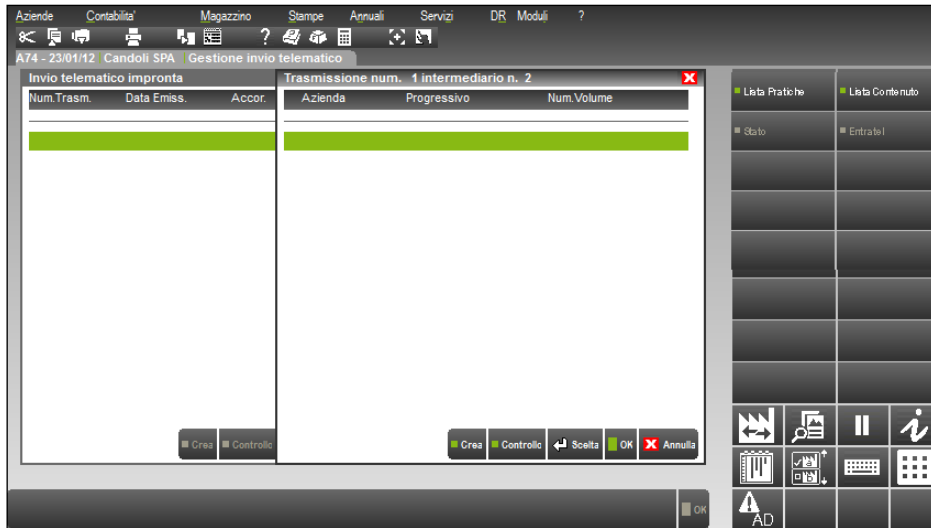 Aziende Contabilita' Magazzino Stampe Annuali Servizi DR Moduli ?
?
A74 - 23/01/12 Candoli SPA Gestione invio telematico
Invio telematico impronta
Num.Trasm. Data Emiss. Accor.
Crea Controllo
Trasmissione num. 1 intermediario n. 2
Azienda Progressivo Num.Volume
Crea Controllo Scelta OK Annulla
Lista Pratiche Lista Contenuto
Stato Entratel
OK
AD